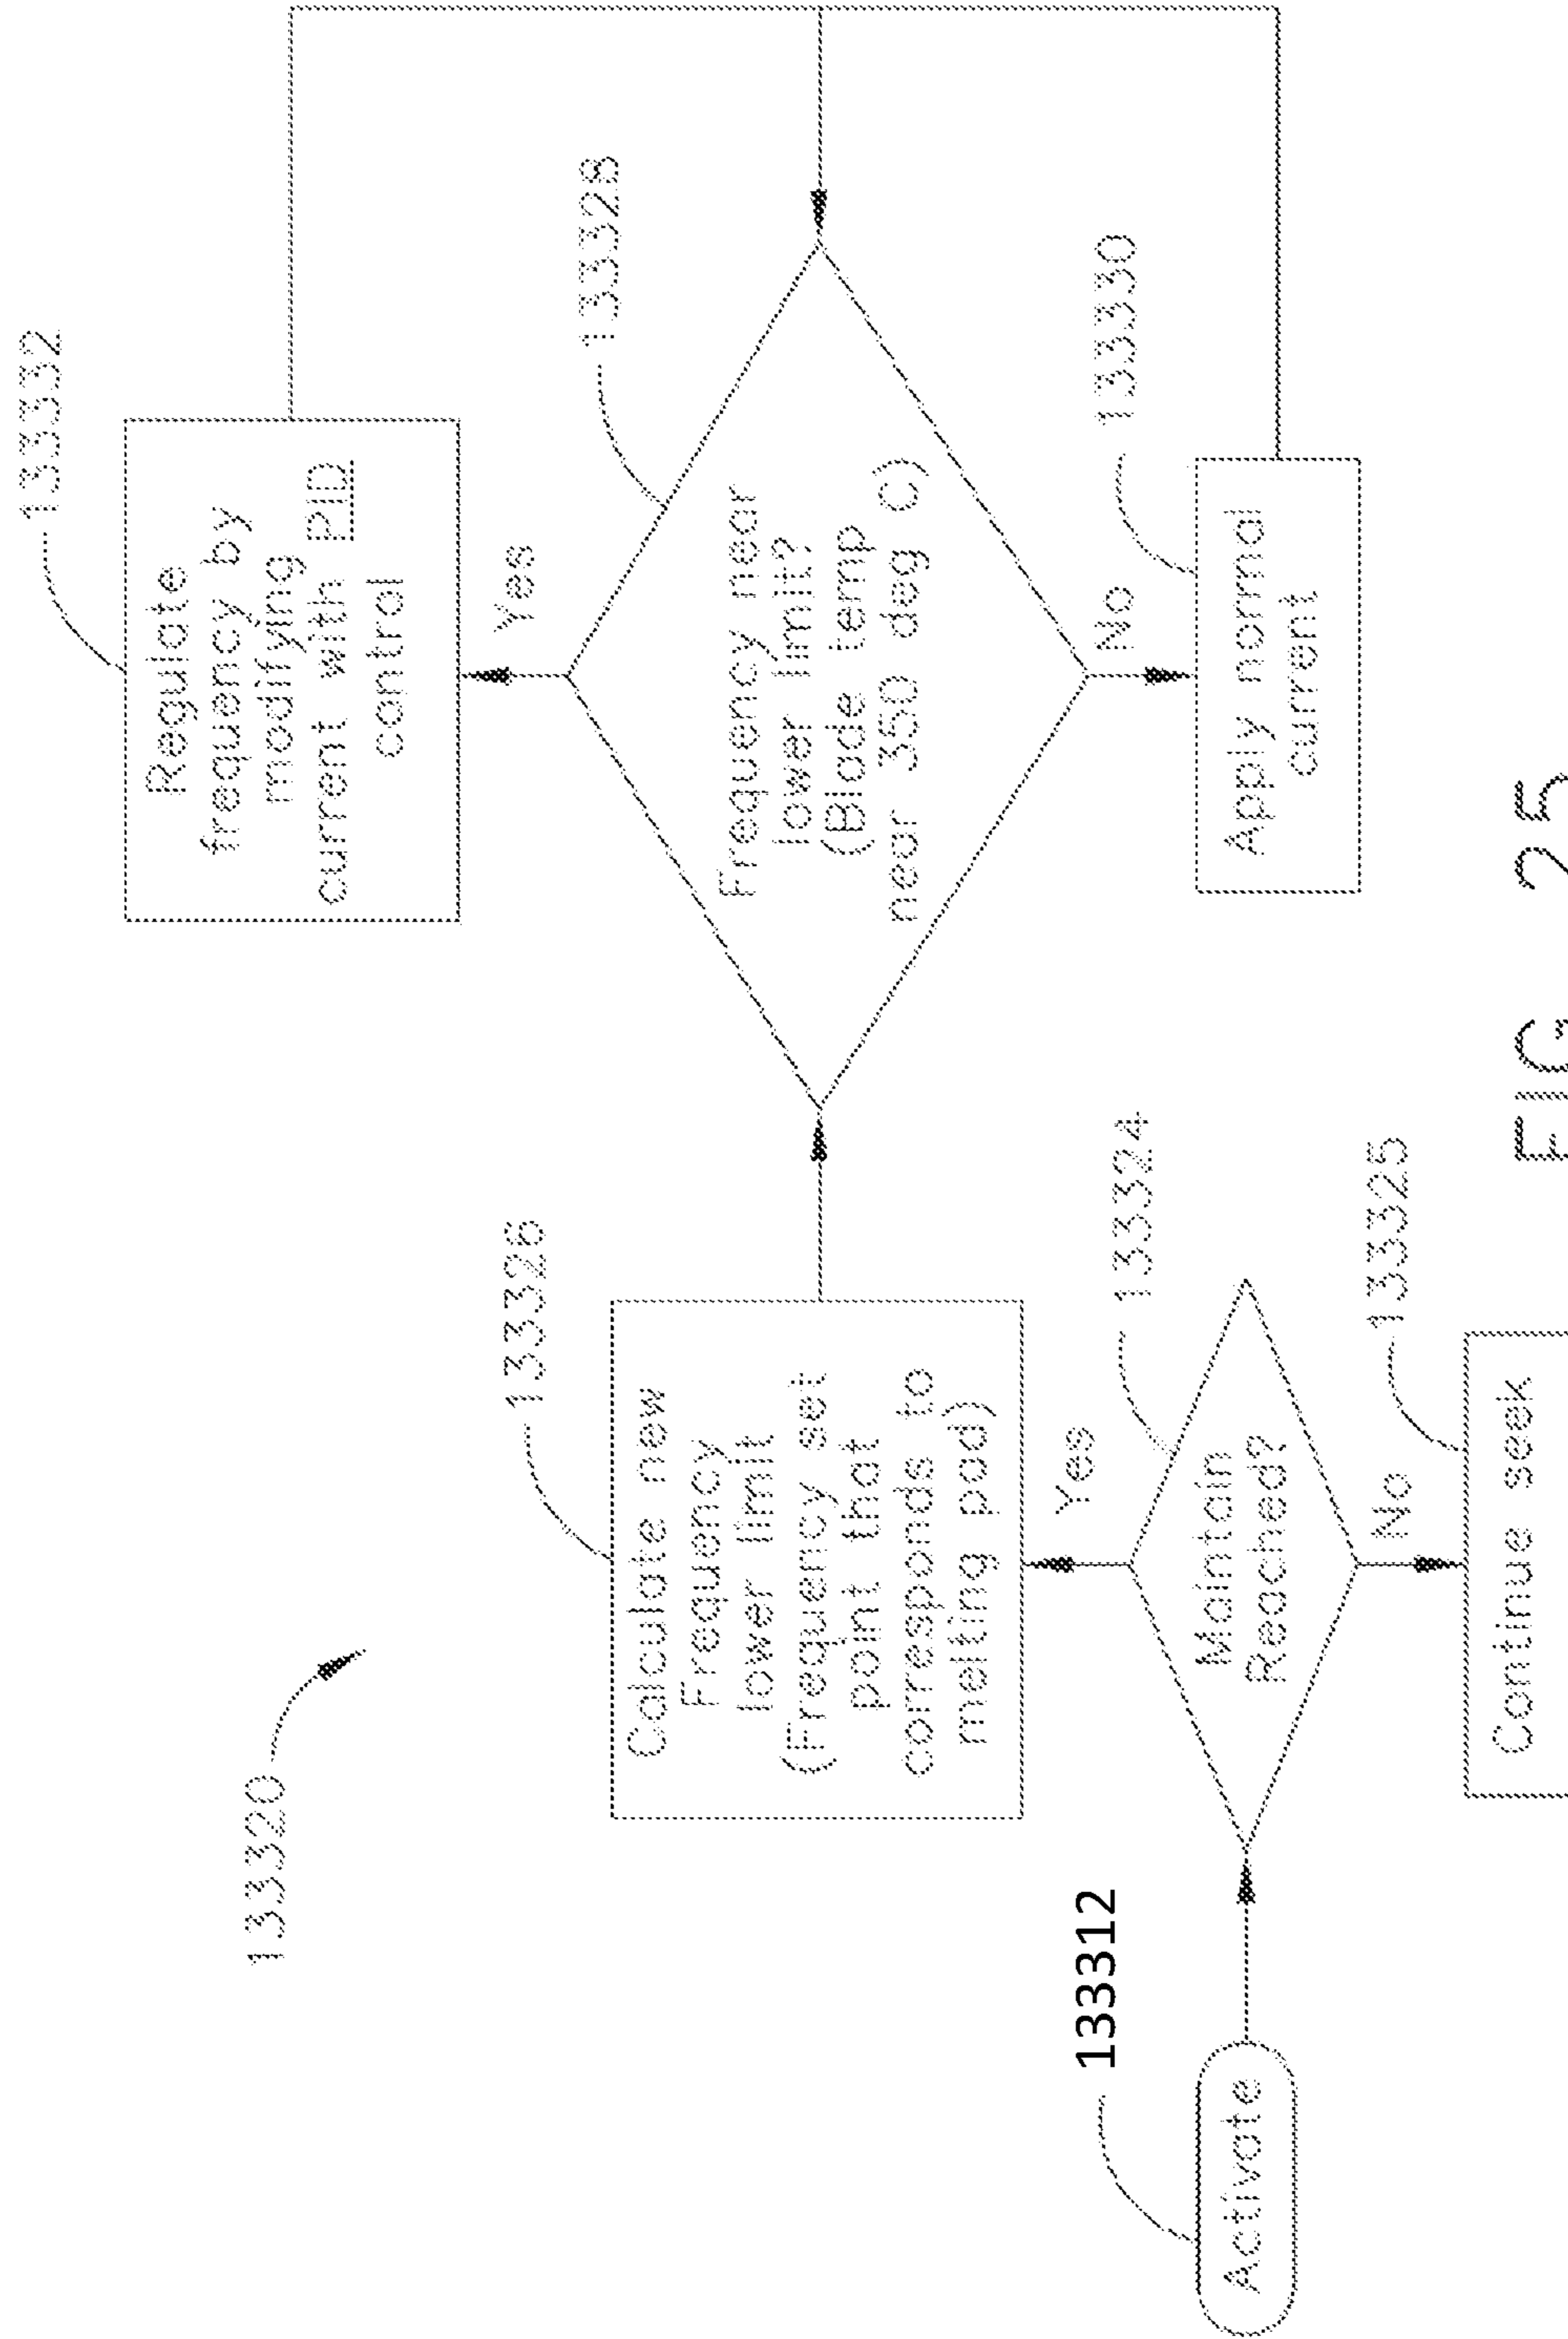 133320
133312
Activate
133326
Calculate new
Frequency
lower limit
(Frequency set
point that
corresponds to
melting pad)
Yes
133324
Maintain
Reached?
No
133325
Continue seek
133332
Regulate
frequency by
modifying
current with PID
control
Yes
133328
Frequency near
lower limit?
(Blade temp
near 350 deg C)
No
133330
Apply normal
current
FIG. 25